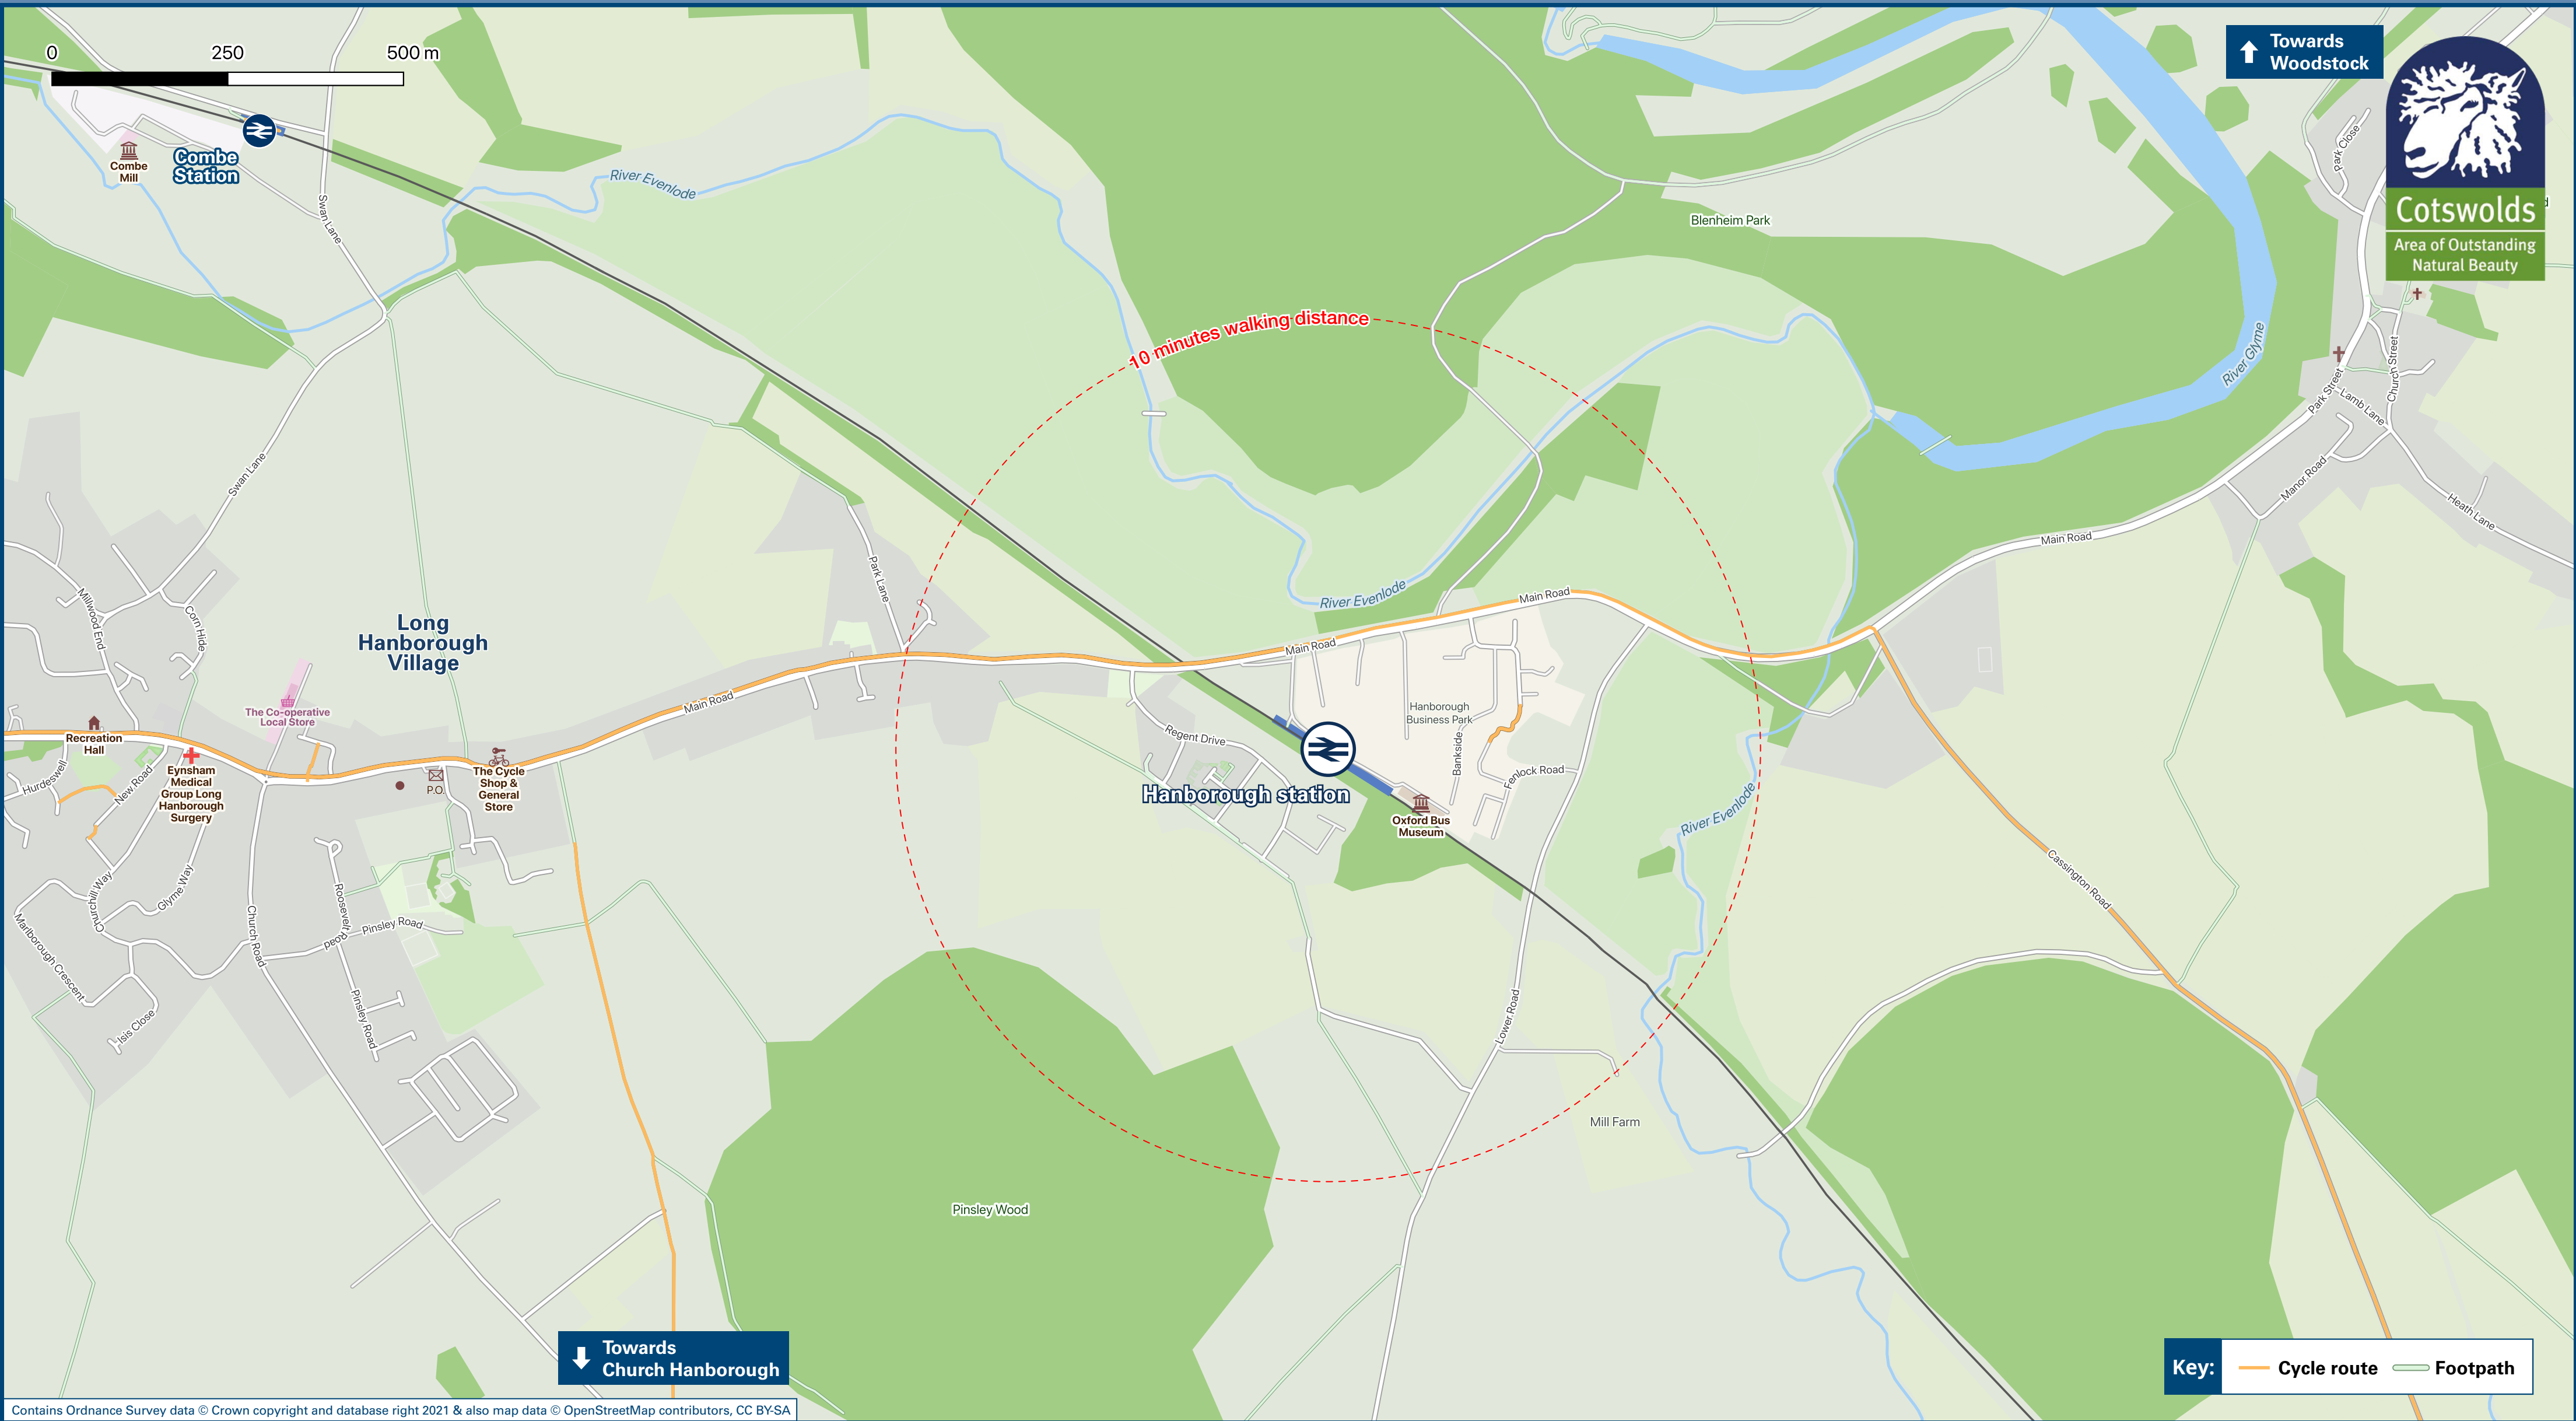 0 250 500 m
Towards
Woodstock
Cotswolds
Area of Outstanding
Natural Beauty
Combe
Mill
Combe
Station
Swan Lane
River Evenlode
Blenheim Park
Park Close
10 minutes walking distance
River Glyme
Park Street
Church Street
Lamb Lane
Manor Road
Heath Lane
Swan Lane
Main Road
Park Lane
River Evenlode
Main Road
Millwood End
Corn Hide
Long
Hanborough
Village
Main Road
Main Road
The Co-operative
Local Store
Recreation
Hall
Hurdeswell
New Road
Eynsham
Medical
Group Long
Hanborough
Surgery
P.O.
The Cycle
Shop &
General
Store
Regent Drive
Hanborough
Business Park
Bankside
Fenlock Road
Hanborough station
Oxford Bus
Museum
River Evenlode
Cassington Road
Churchill Way
Glyme Way
Marlborough Crescent
Isis Close
Church Road
Roosevelt Road
Pinsley Road
Pinsley Road
Lower Road
Mill Farm
Pinsley Wood
Towards
Church Hanborough
Key: Cycle route Footpath
Contains Ordnance Survey data © Crown copyright and database right 2021 & also map data © OpenStreetMap contributors, CC BY-SA